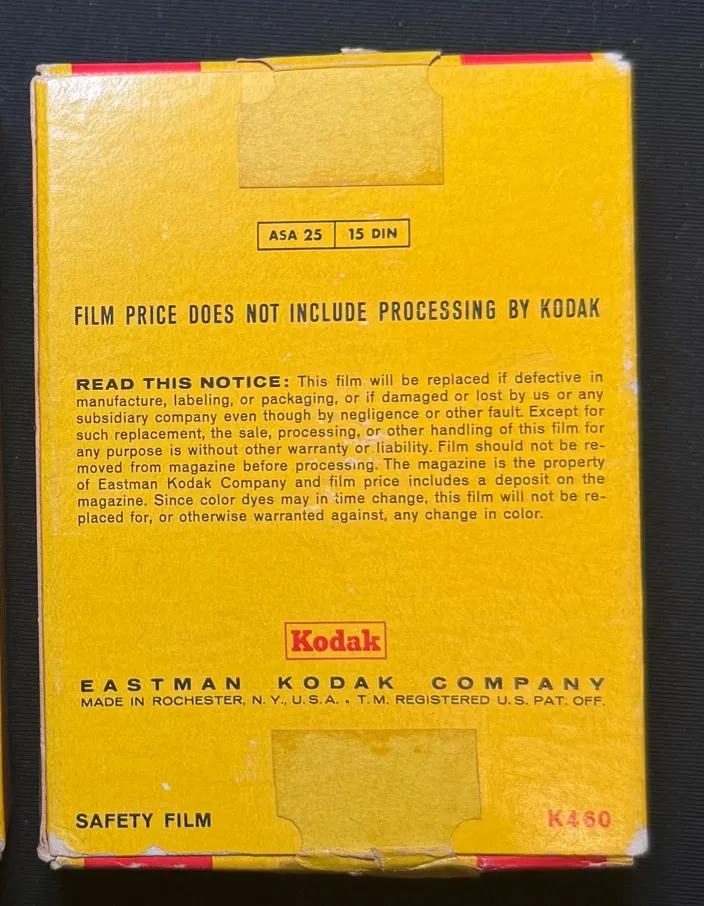 ASA 25 15 DIN
FILM PRICE DOES NOT INCLUDE PROCESSING BY KODAK
READ THIS NOTICE: This film will be replaced if defective in
manufacture, labeling, or packaging, or if damaged or lost by us or any
subsidiary company even though by negligence or other fault. Except for
such replacement, the sale, processing, or other handling of this film for
any purpose is without other warranty or liability. Film should not be re-
moved from magazine before processing. The magazine is the property
of Eastman Kodak Company and film price includes a deposit on the
magazine. Since color dyes may in time change, this film will not be re-
placed for, or otherwise warranted against, any change in color.
Kodak
EASTMAN KODAK COMPANY
MADE IN ROCHESTER, N. Y., U. S. A. • T. M. REGISTERED U. S. PAT. OFF.
SAFETY FILM K460